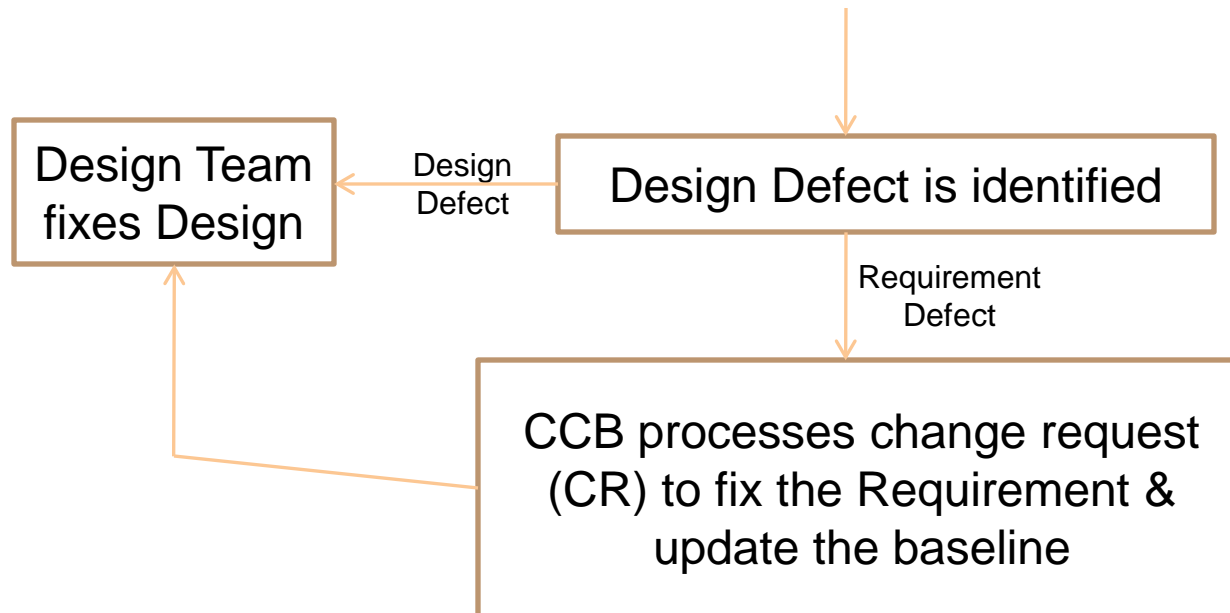 Design Team
fixes Design
Design
Defect
Design Defect is identified
Requirement
Defect
CCB processes change request
(CR) to fix the Requirement &
update the baseline